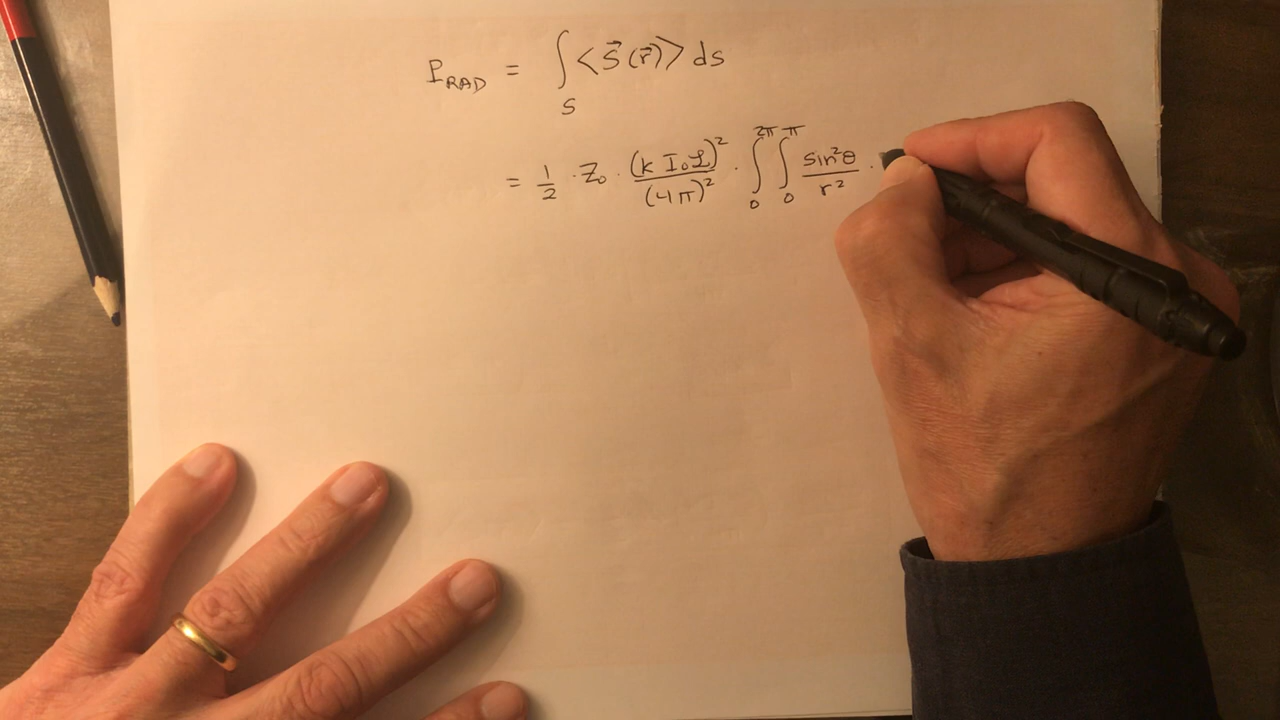 P_RAD = ∫_S <S⃗(r⃗)> ds
= 1/2 · Z₀ · (k I₀ ℒ)²/(4π)² · ∫₀^2π ∫₀^π sin²θ/r² ·